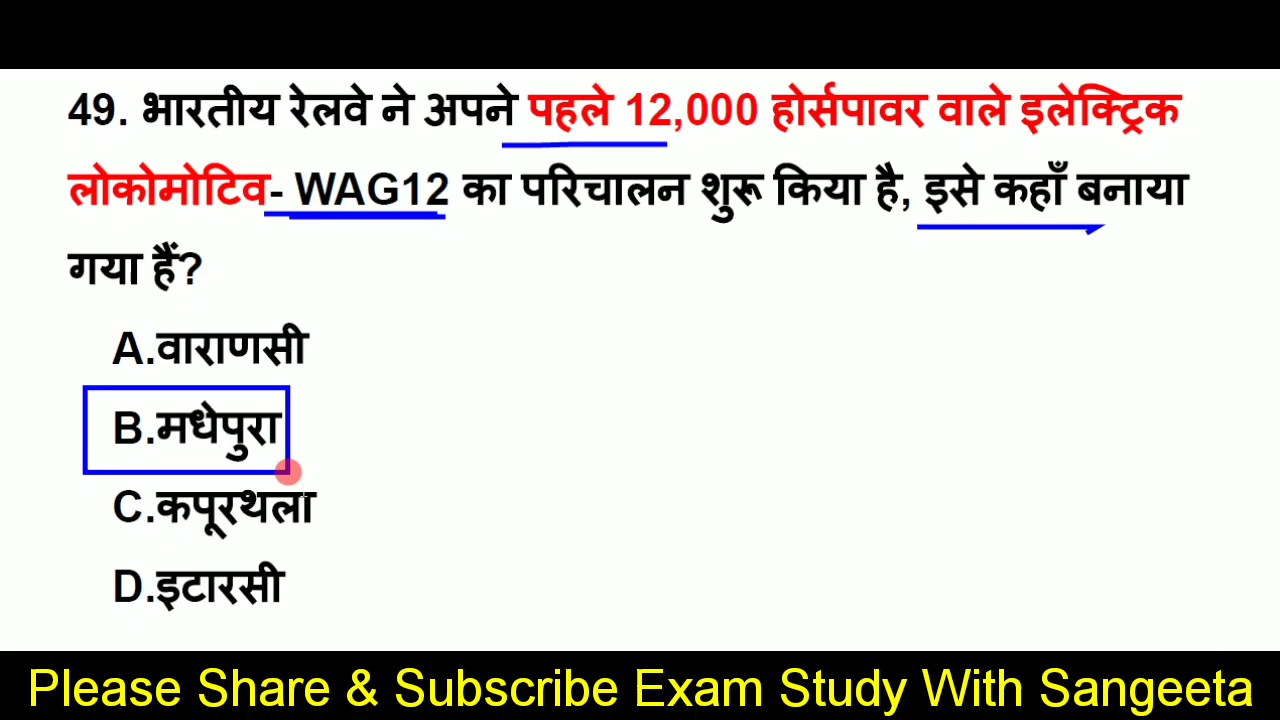 49. भारतीय रेलवे ने अपने पहले 12,000 होर्सपावर वाले इलेक्ट्रिक
लोकोमोटिव- WAG12 का परिचालन शुरू किया है, इसे कहाँ बनाया
गया हैं?
A.वाराणसी
B.मधेपुरा
C.कपूरथला
D.इटारसी
Please Share & Subscribe Exam Study With Sangeeta